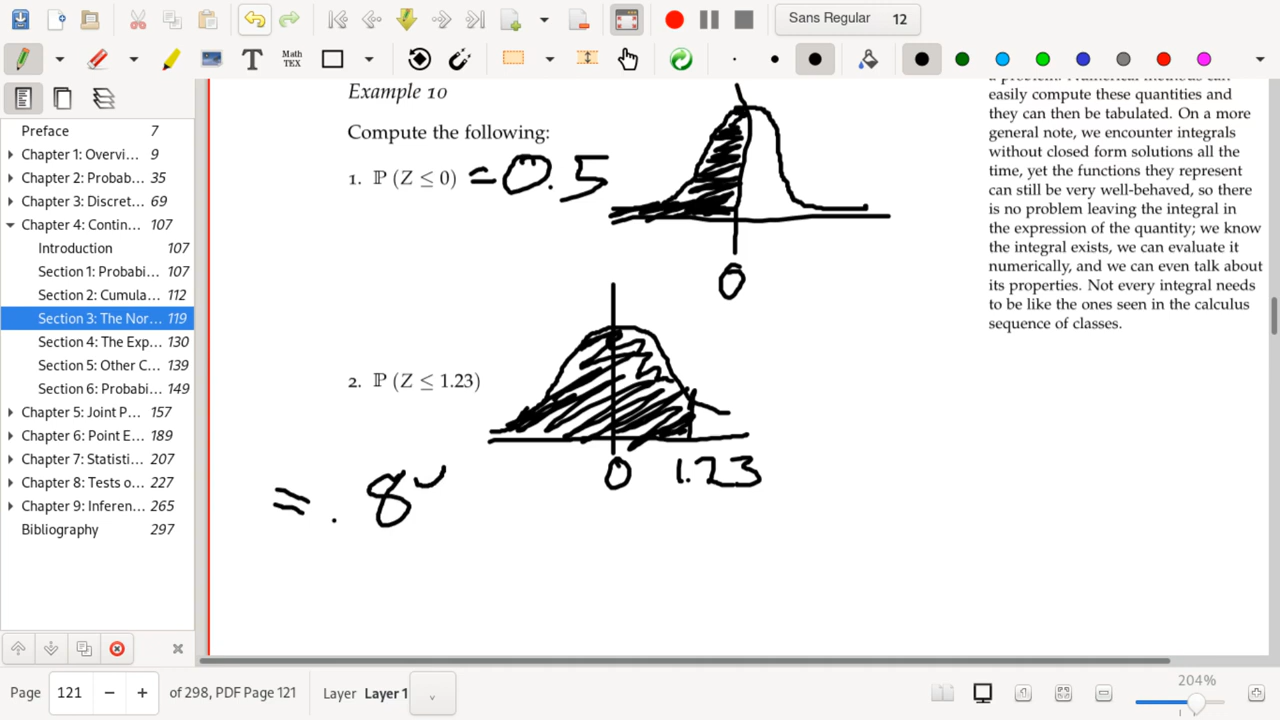 Sans Regular 12
T Math TEX
Preface 7
Chapter 1: Overvi... 9
Chapter 2: Probab... 35
Chapter 3: Discret... 69
Chapter 4: Contin... 107
Introduction 107
Section 1: Probabi... 107
Section 2: Cumula... 112
Section 3: The Nor... 119
Section 4: The Exp... 130
Section 5: Other C... 139
Section 6: Probabi... 149
Chapter 5: Joint P... 157
Chapter 6: Point E... 189
Chapter 7: Statisti... 207
Chapter 8: Tests o... 227
Chapter 9: Inferen... 265
Bibliography 297
Example 10
Compute the following:
1. ℙ (Z ≤ 0) = 0.5
0
2. ℙ (Z ≤ 1.23)
0 1.23
≈ . 8
easily compute these quantities and
they can then be tabulated. On a more
general note, we encounter integrals
without closed form solutions all the
time, yet the functions they represent
can still be very well-behaved, so there
is no problem leaving the integral in
the expression of the quantity; we know
the integral exists, we can evaluate it
numerically, and we can even talk about
its properties. Not every integral needs
to be like the ones seen in the calculus
sequence of classes.
Page 121 of 298, PDF Page 121 Layer Layer 1
204%